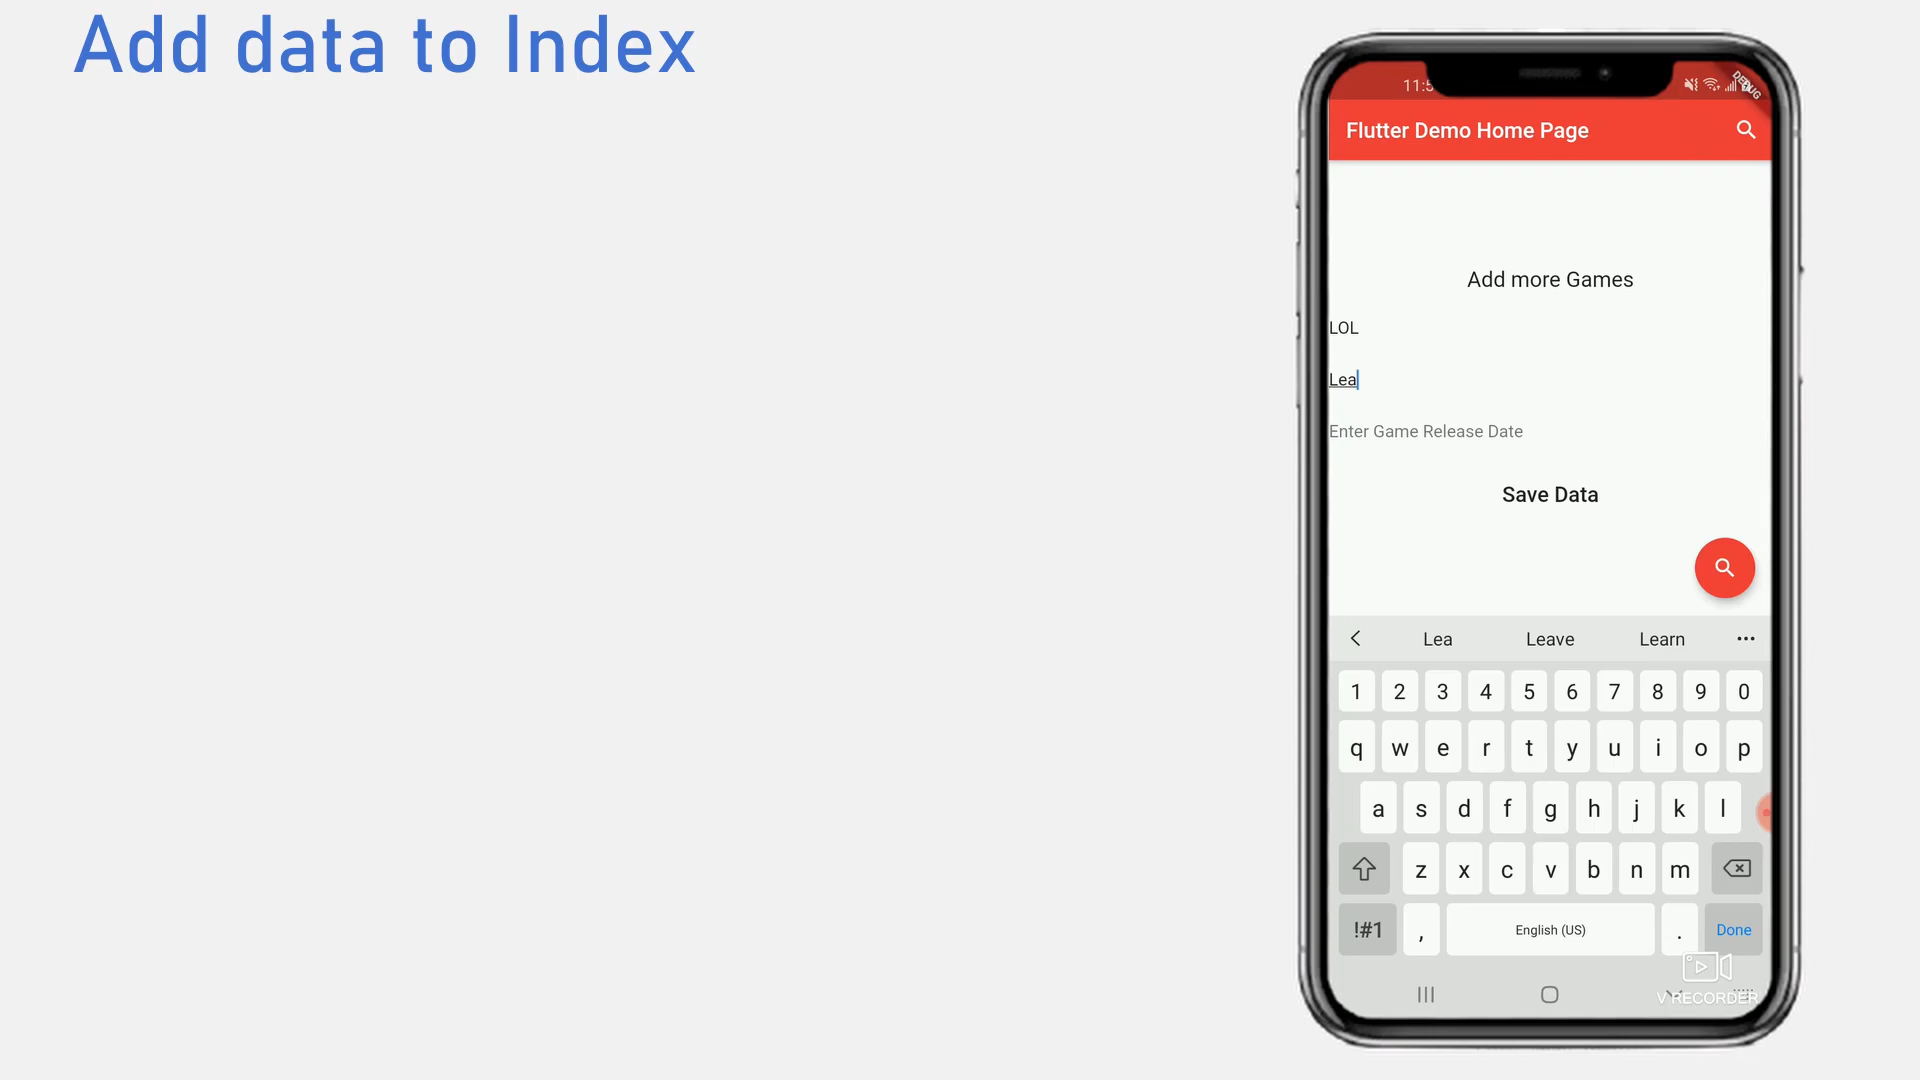 Add data to Index
11:5
DEBUG
Flutter Demo Home Page
Add more Games
LOL
Lea
Enter Game Release Date
Save Data
Lea Leave Learn
1 2 3 4 5 6 7 8 9 0
q w e r t y u i o p
a s d f g h j k l
z x c v b n m
!#1 , English (US) . Done
V RECORDER